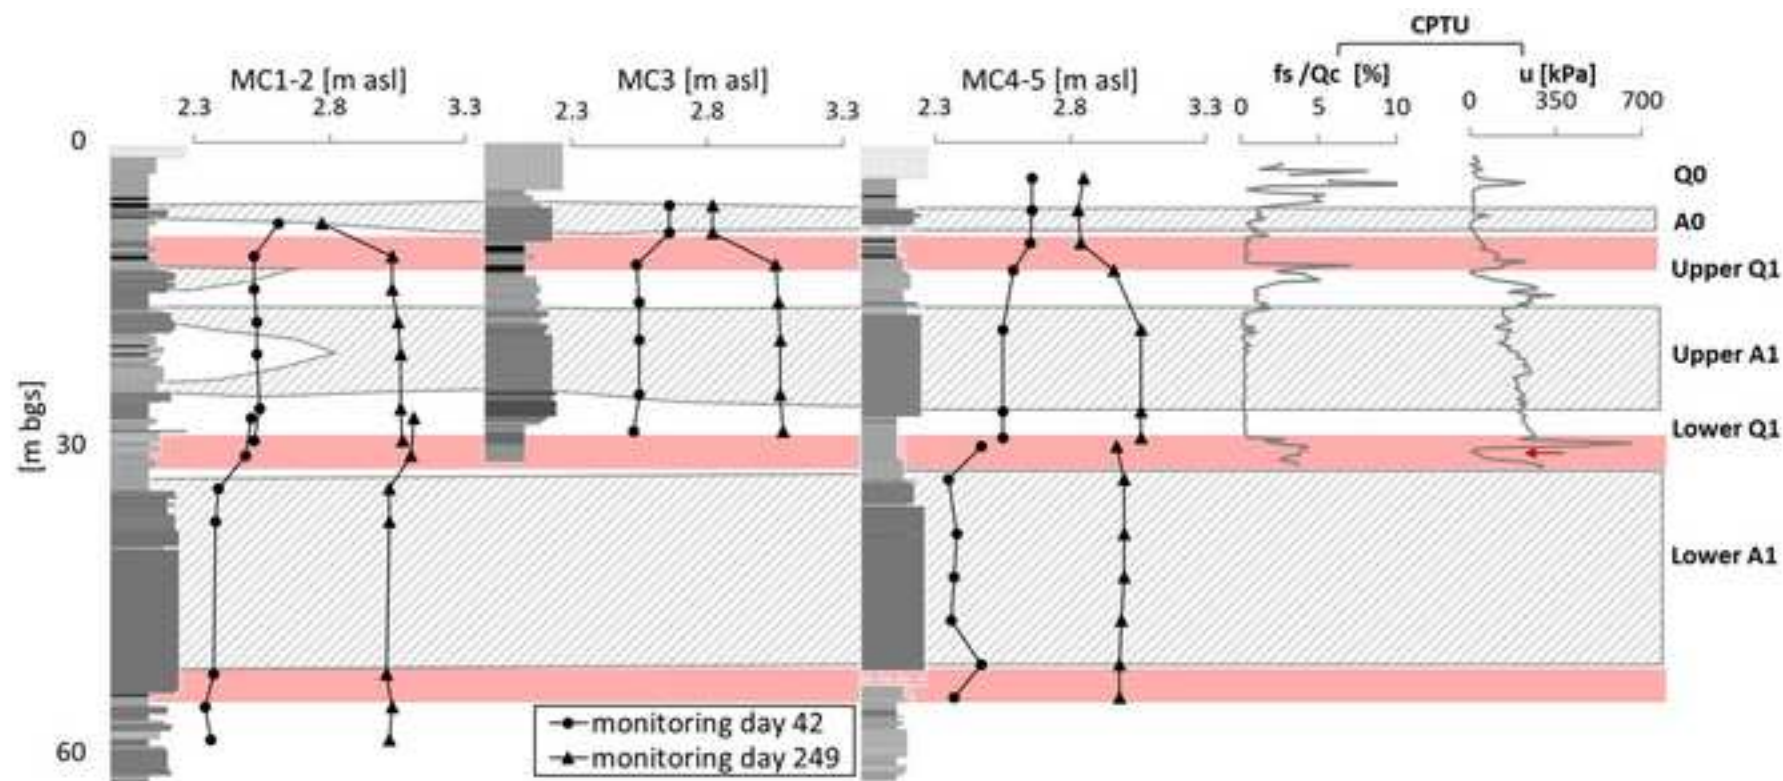 CPTU
MC1-2 [m asl] MC3 [m asl] MC4-5 [m asl] fs /Qc [%] u [kPa]
2.3 2.8 3.3 2.3 2.8 3.3 2.3 2.8 3.3 0 5 10 0 350 700
0
Q0
A0
Upper Q1
Upper A1
[m bgs]
Lower Q1
30
Lower A1
monitoring day 42
60
monitoring day 249